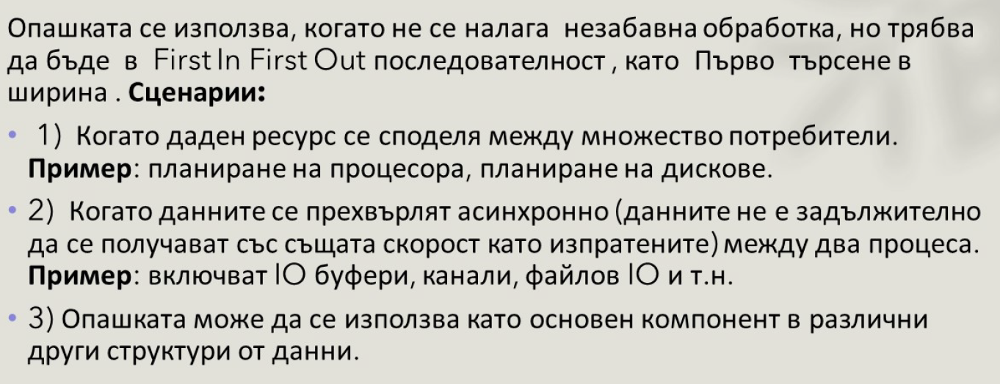 Опашката се използва, когато не се налага незабавна обработка, но трябва
да бъде в First In First Out последователност , като Първо търсене в
ширина . Сценарии:
• 1) Когато даден ресурс се споделя между множество потребители.
Пример: планиране на процесора, планиране на дискове.
• 2) Когато данните се прехвърлят асинхронно (данните не е задължително
да се получават със същата скорост като изпратените) между два процеса.
Пример: включват IO буфери, канали, файлов IO и т.н.
• 3) Опашката може да се използва като основен компонент в различни
други структури от данни.